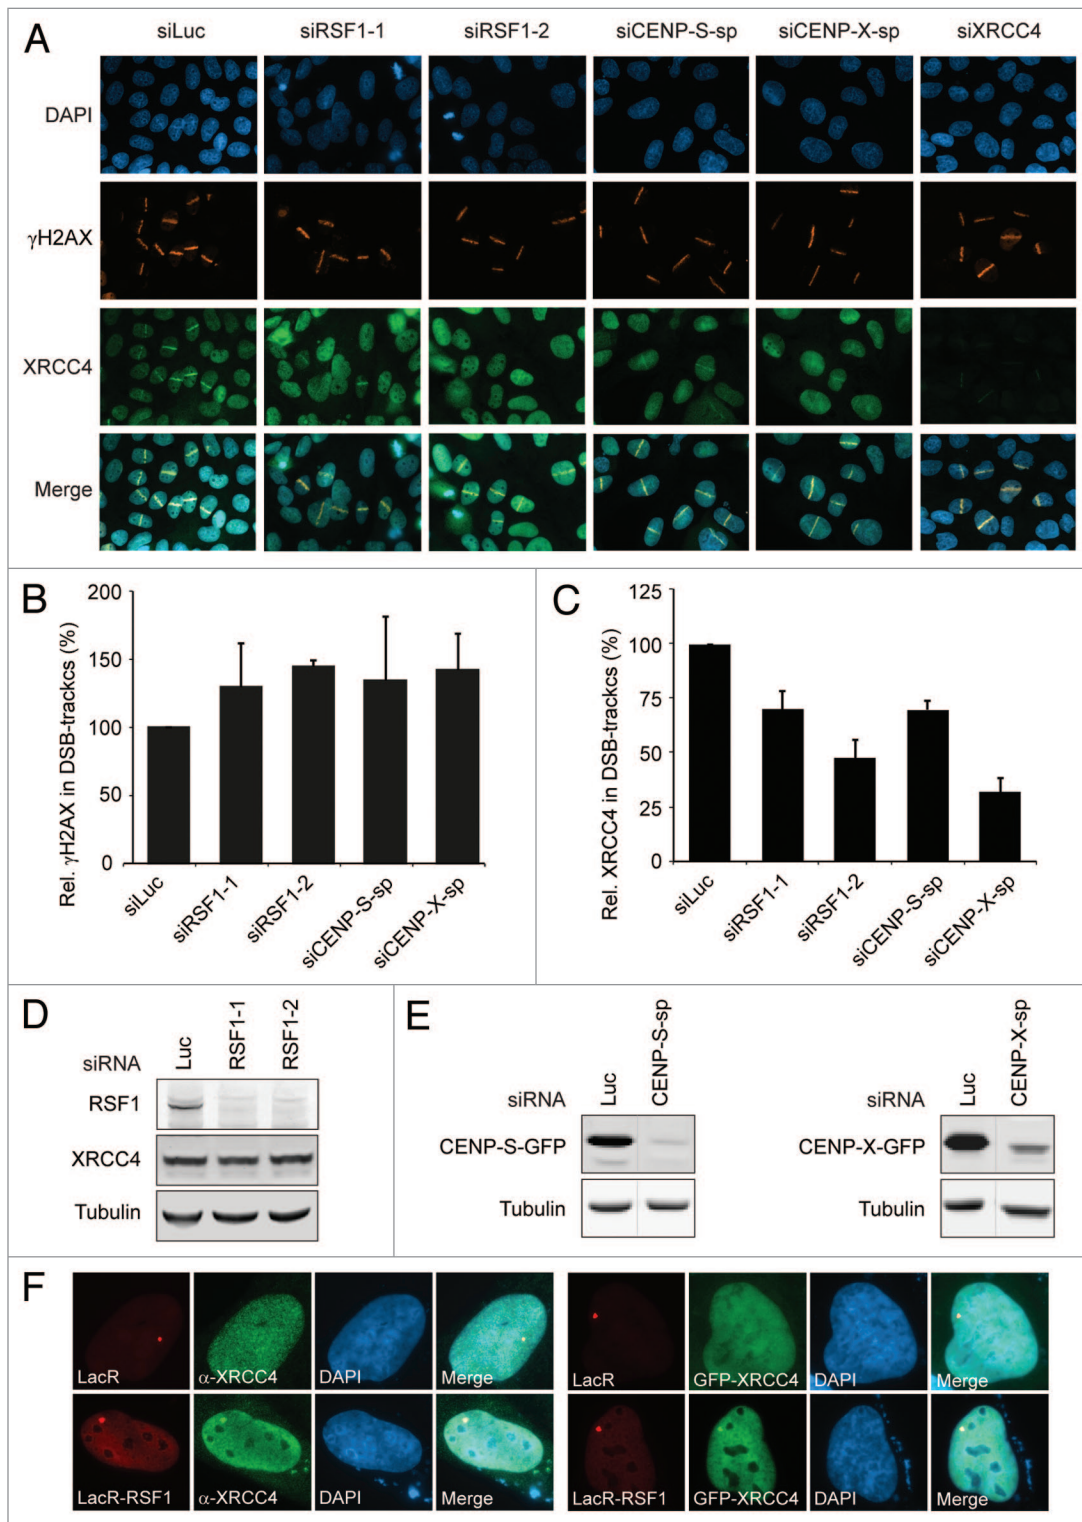 A
siLuc siRSF1-1 siRSF1-2 siCENP-S-sp siCENP-X-sp siXRCC4
DAPI
γH2AX
XRCC4
Merge
B
Rel. γH2AX in DSB-trackcs (%)
200
150
100
50
0
siLuc siRSF1-1 siRSF1-2 siCENP-S-sp siCENP-X-sp
C
Rel. XRCC4 in DSB-trackcs (%)
125
100
75
50
25
0
siLuc siRSF1-1 siRSF1-2 siCENP-S-sp siCENP-X-sp
D
siRNA Luc RSF1-1 RSF1-2
RSF1
XRCC4
Tubulin
E
siRNA Luc CENP-S-sp
CENP-S-GFP
Tubulin
siRNA Luc CENP-X-sp
CENP-X-GFP
Tubulin
F
LacR α-XRCC4 DAPI Merge LacR GFP-XRCC4 DAPI Merge
LacR-RSF1 α-XRCC4 DAPI Merge LacR-RSF1 GFP-XRCC4 DAPI Merge